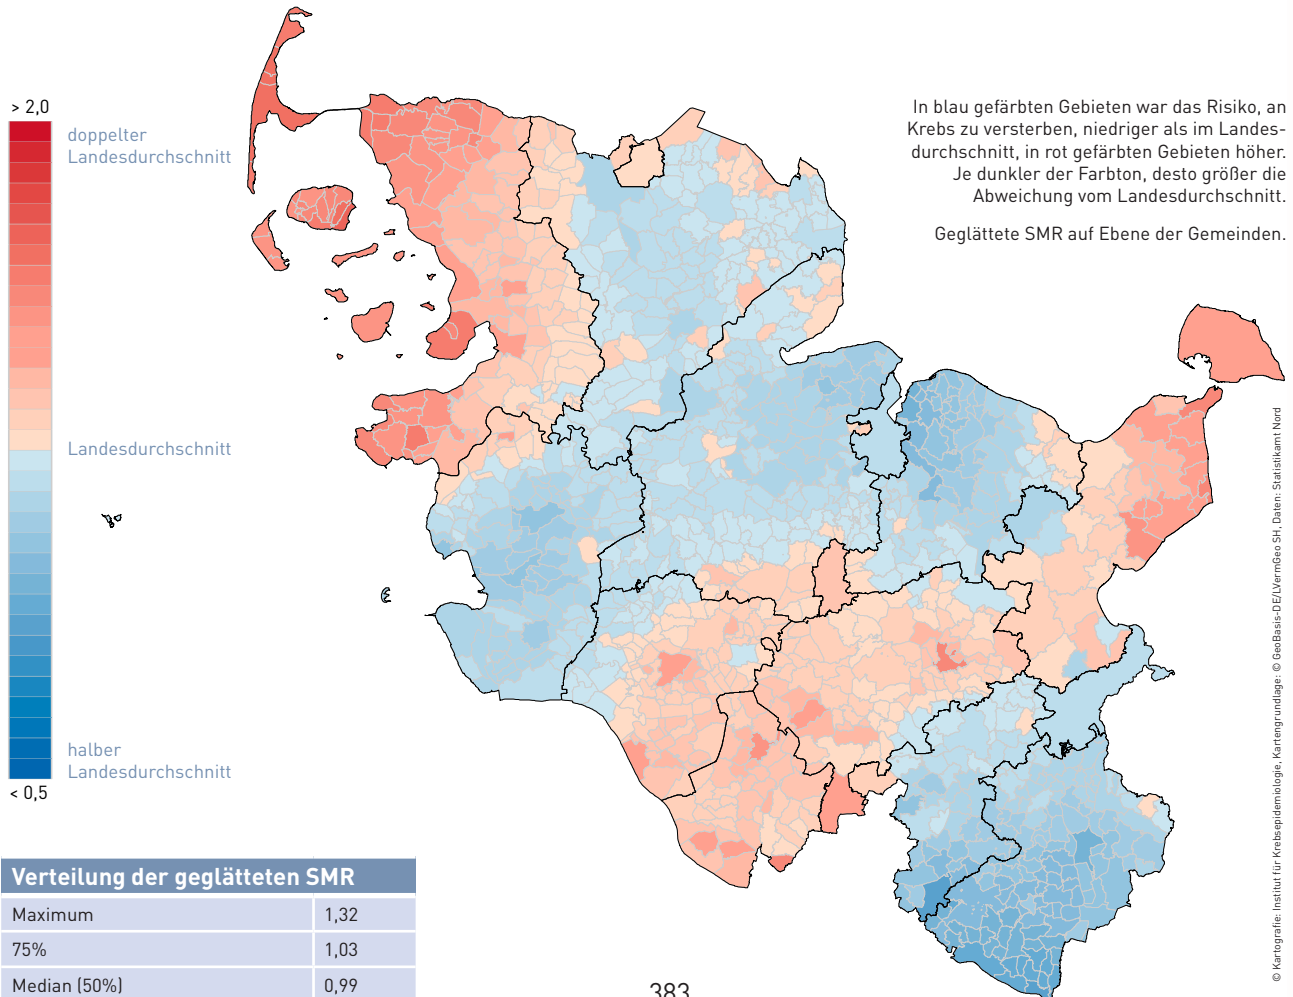 > 2,0
doppelter
Landesdurchschnitt
Landesdurchschnitt
halber
Landesdurchschnitt
< 0,5
In blau gefärbten Gebieten war das Risiko, an
Krebs zu versterben, niedriger als im Landes-
durchschnitt, in rot gefärbten Gebieten höher.
Je dunkler der Farbton, desto größer die
Abweichung vom Landesdurchschnitt.
Geglättete SMR auf Ebene der Gemeinden.
© Kartografie: Institut für Krebsepidemiologie, Kartengrundlage: © GeoBasis-DE/LVermGeo SH, Daten: Statistikamt Nord
Verteilung der geglätteten SMR
Maximum 1,32
75% 1,03
Median (50%) 0,99
383